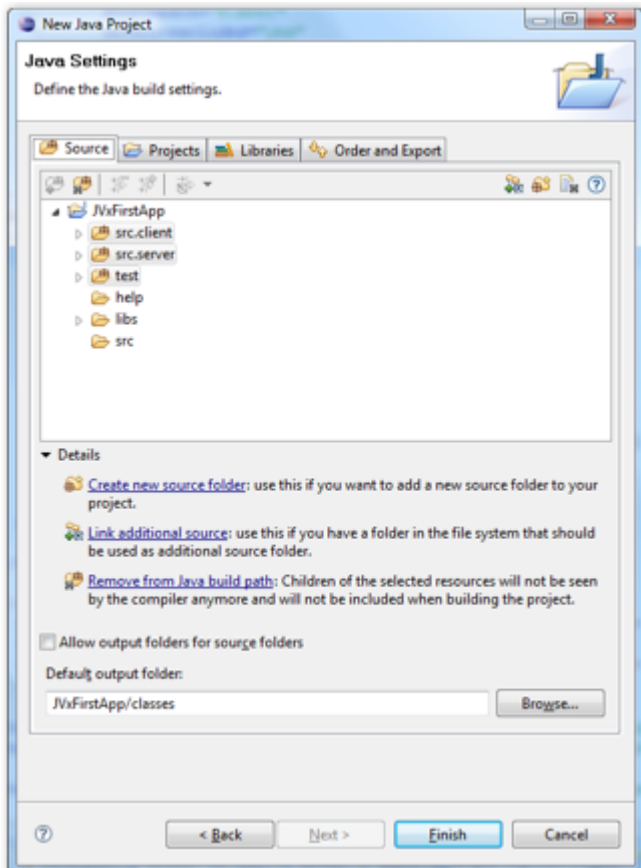 New Java Project
Java Settings
Define the Java build settings.
Source Projects Libraries Order and Export
JVxFirstApp
src.client
src.server
test
help
libs
src
Details
Create new source folder: use this if you want to add a new source folder to your
project.
Link additional source: use this if you have a folder in the file system that should
be used as additional source folder.
Remove from Java build path: Children of the selected resources will not be seen
by the compiler anymore and will not be included when building the project.
Allow output folders for source folders
Default output folder:
JVxFirstApp/classes
Browse...
< Back Next > Finish Cancel